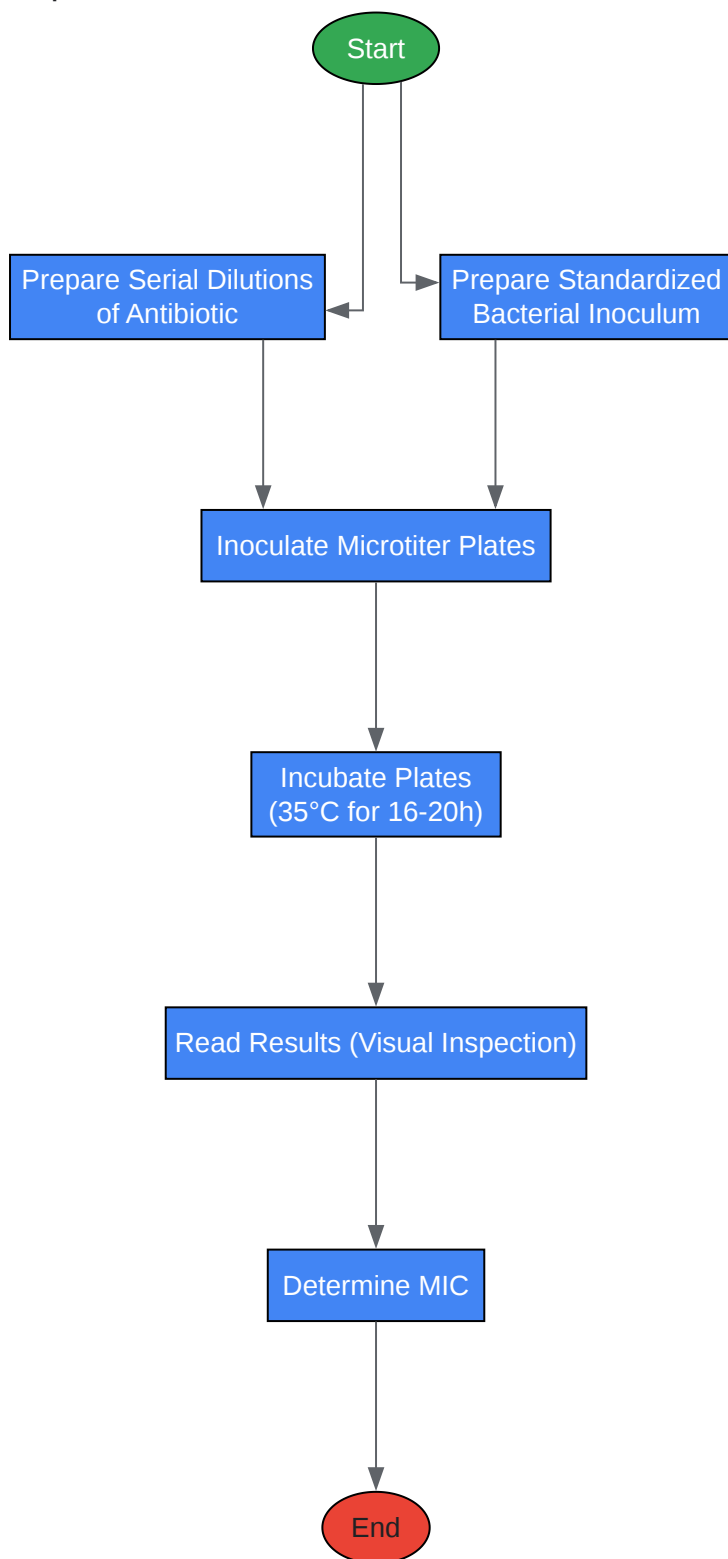 Start
Prepare Serial Dilutions
of Antibiotic
Prepare Standardized
Bacterial Inoculum
Inoculate Microtiter Plates
Incubate Plates
(35°C for 16-20h)
Read Results (Visual Inspection)
Determine MIC
End